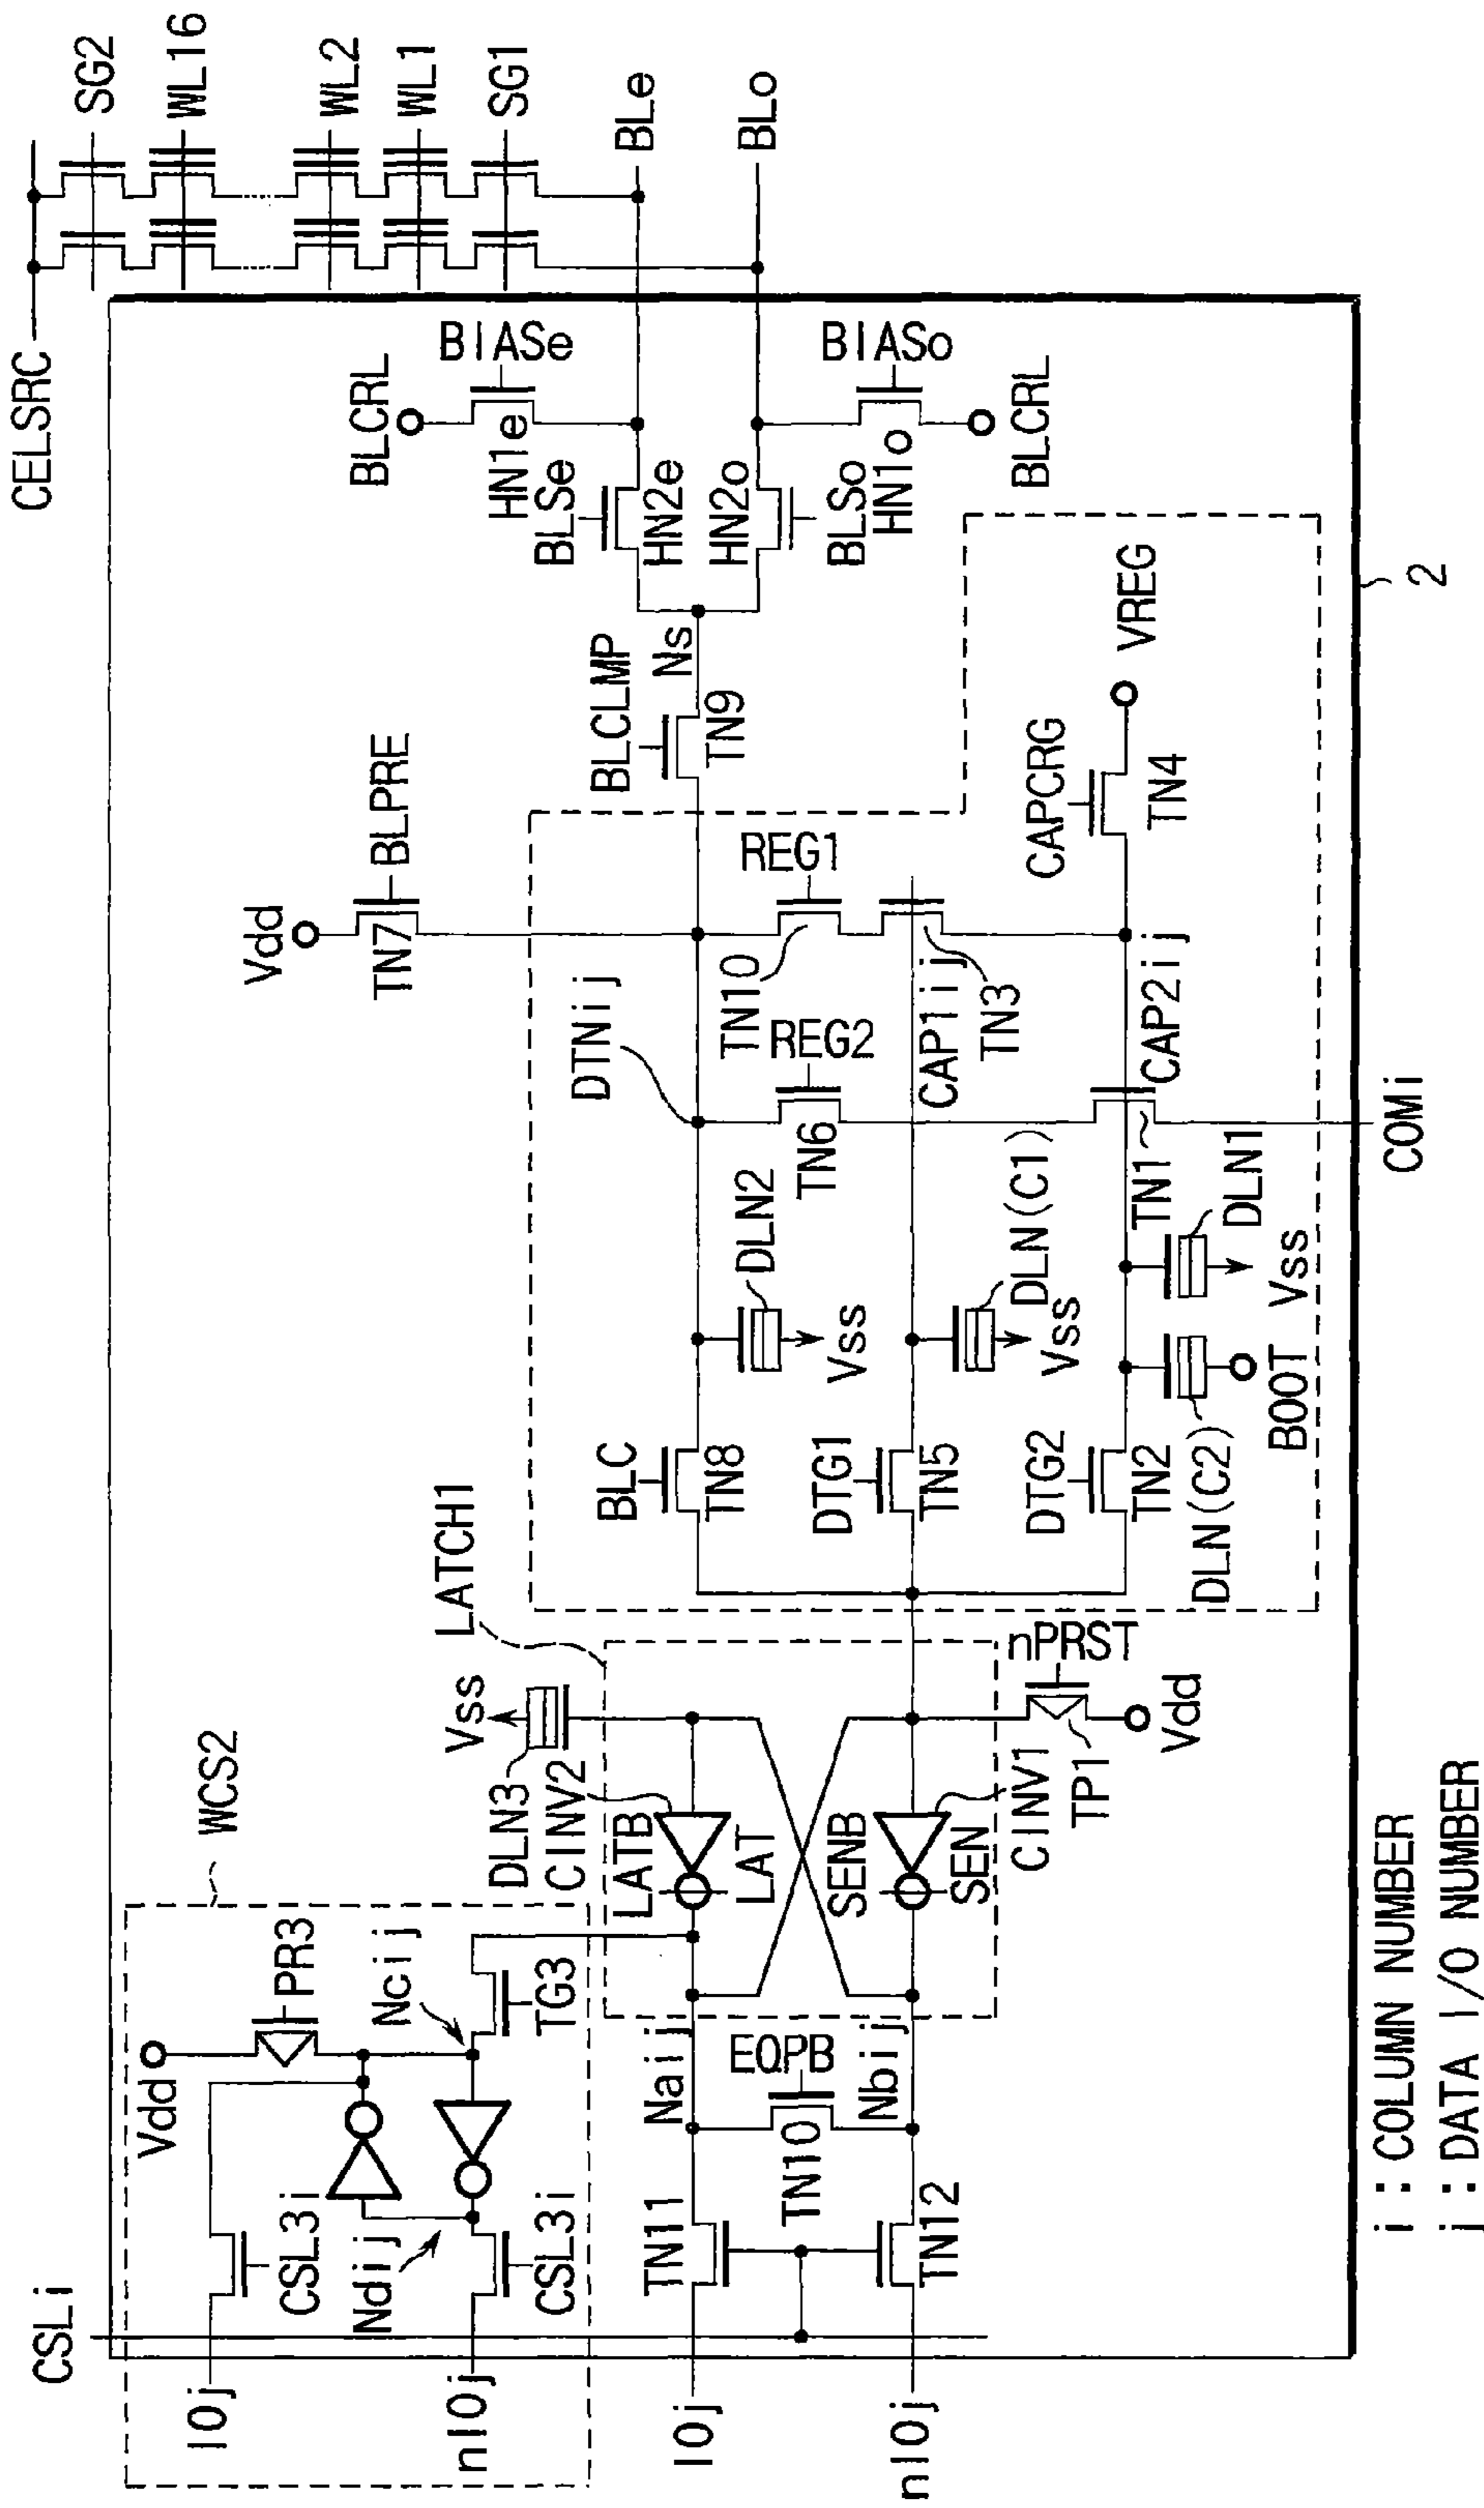 CELSRC
SG2
WL16
WL2
WL1
SG1
BLe
BLo
BLCRL
BIASe
HN1e
BIASo
HN1o
BLCRL
BLSe
HN2e
HN2o
BLSo
2
BLCLMP
Ns
TN9
Vdd
BLPRE
TN7
VREG
CAPCRG
TN4
REG1
TN10
DTNij
REG2
TN6
CAP1ij
TN3
CAP2ij
TN1
COMi
DLN2
Vss
DLN(C1)
Vss
DLN1
Vss
BOOT
DLN(C2)
BLC
TN8
DTG1
TN5
DTG2
TN2
LATCH1
nPRST
Vdd
TP1
CINV1
Vss
DLN3
CINV2
LATB
LAT
SENB
SEN
WCS2
PR3
Vdd
Ncij
TG3
Naij
EQPB
Nbij
TN10
TN11
TN12
CSL3i
Ndij
CSL3i
CSLi
IOj
nIOj
IOj
nIOj
i : COLUMN NUMBER
j : DATA I/O NUMBER